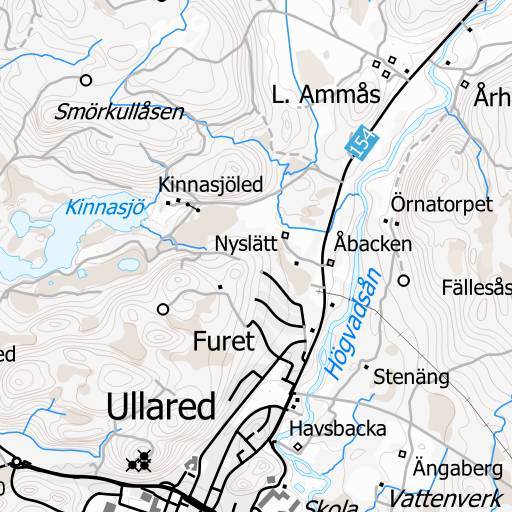 L. Ammås
Smörkullåsen
Årh
154
Kinnasjöled
Kinnasjö
Örnatorpet
Nyslätt
Åbacken
Fällesås
Högvadsån
Furet
ed
Stenäng
Ullared
Havsbacka
Ängaberg
Vattenverk
Skola
0